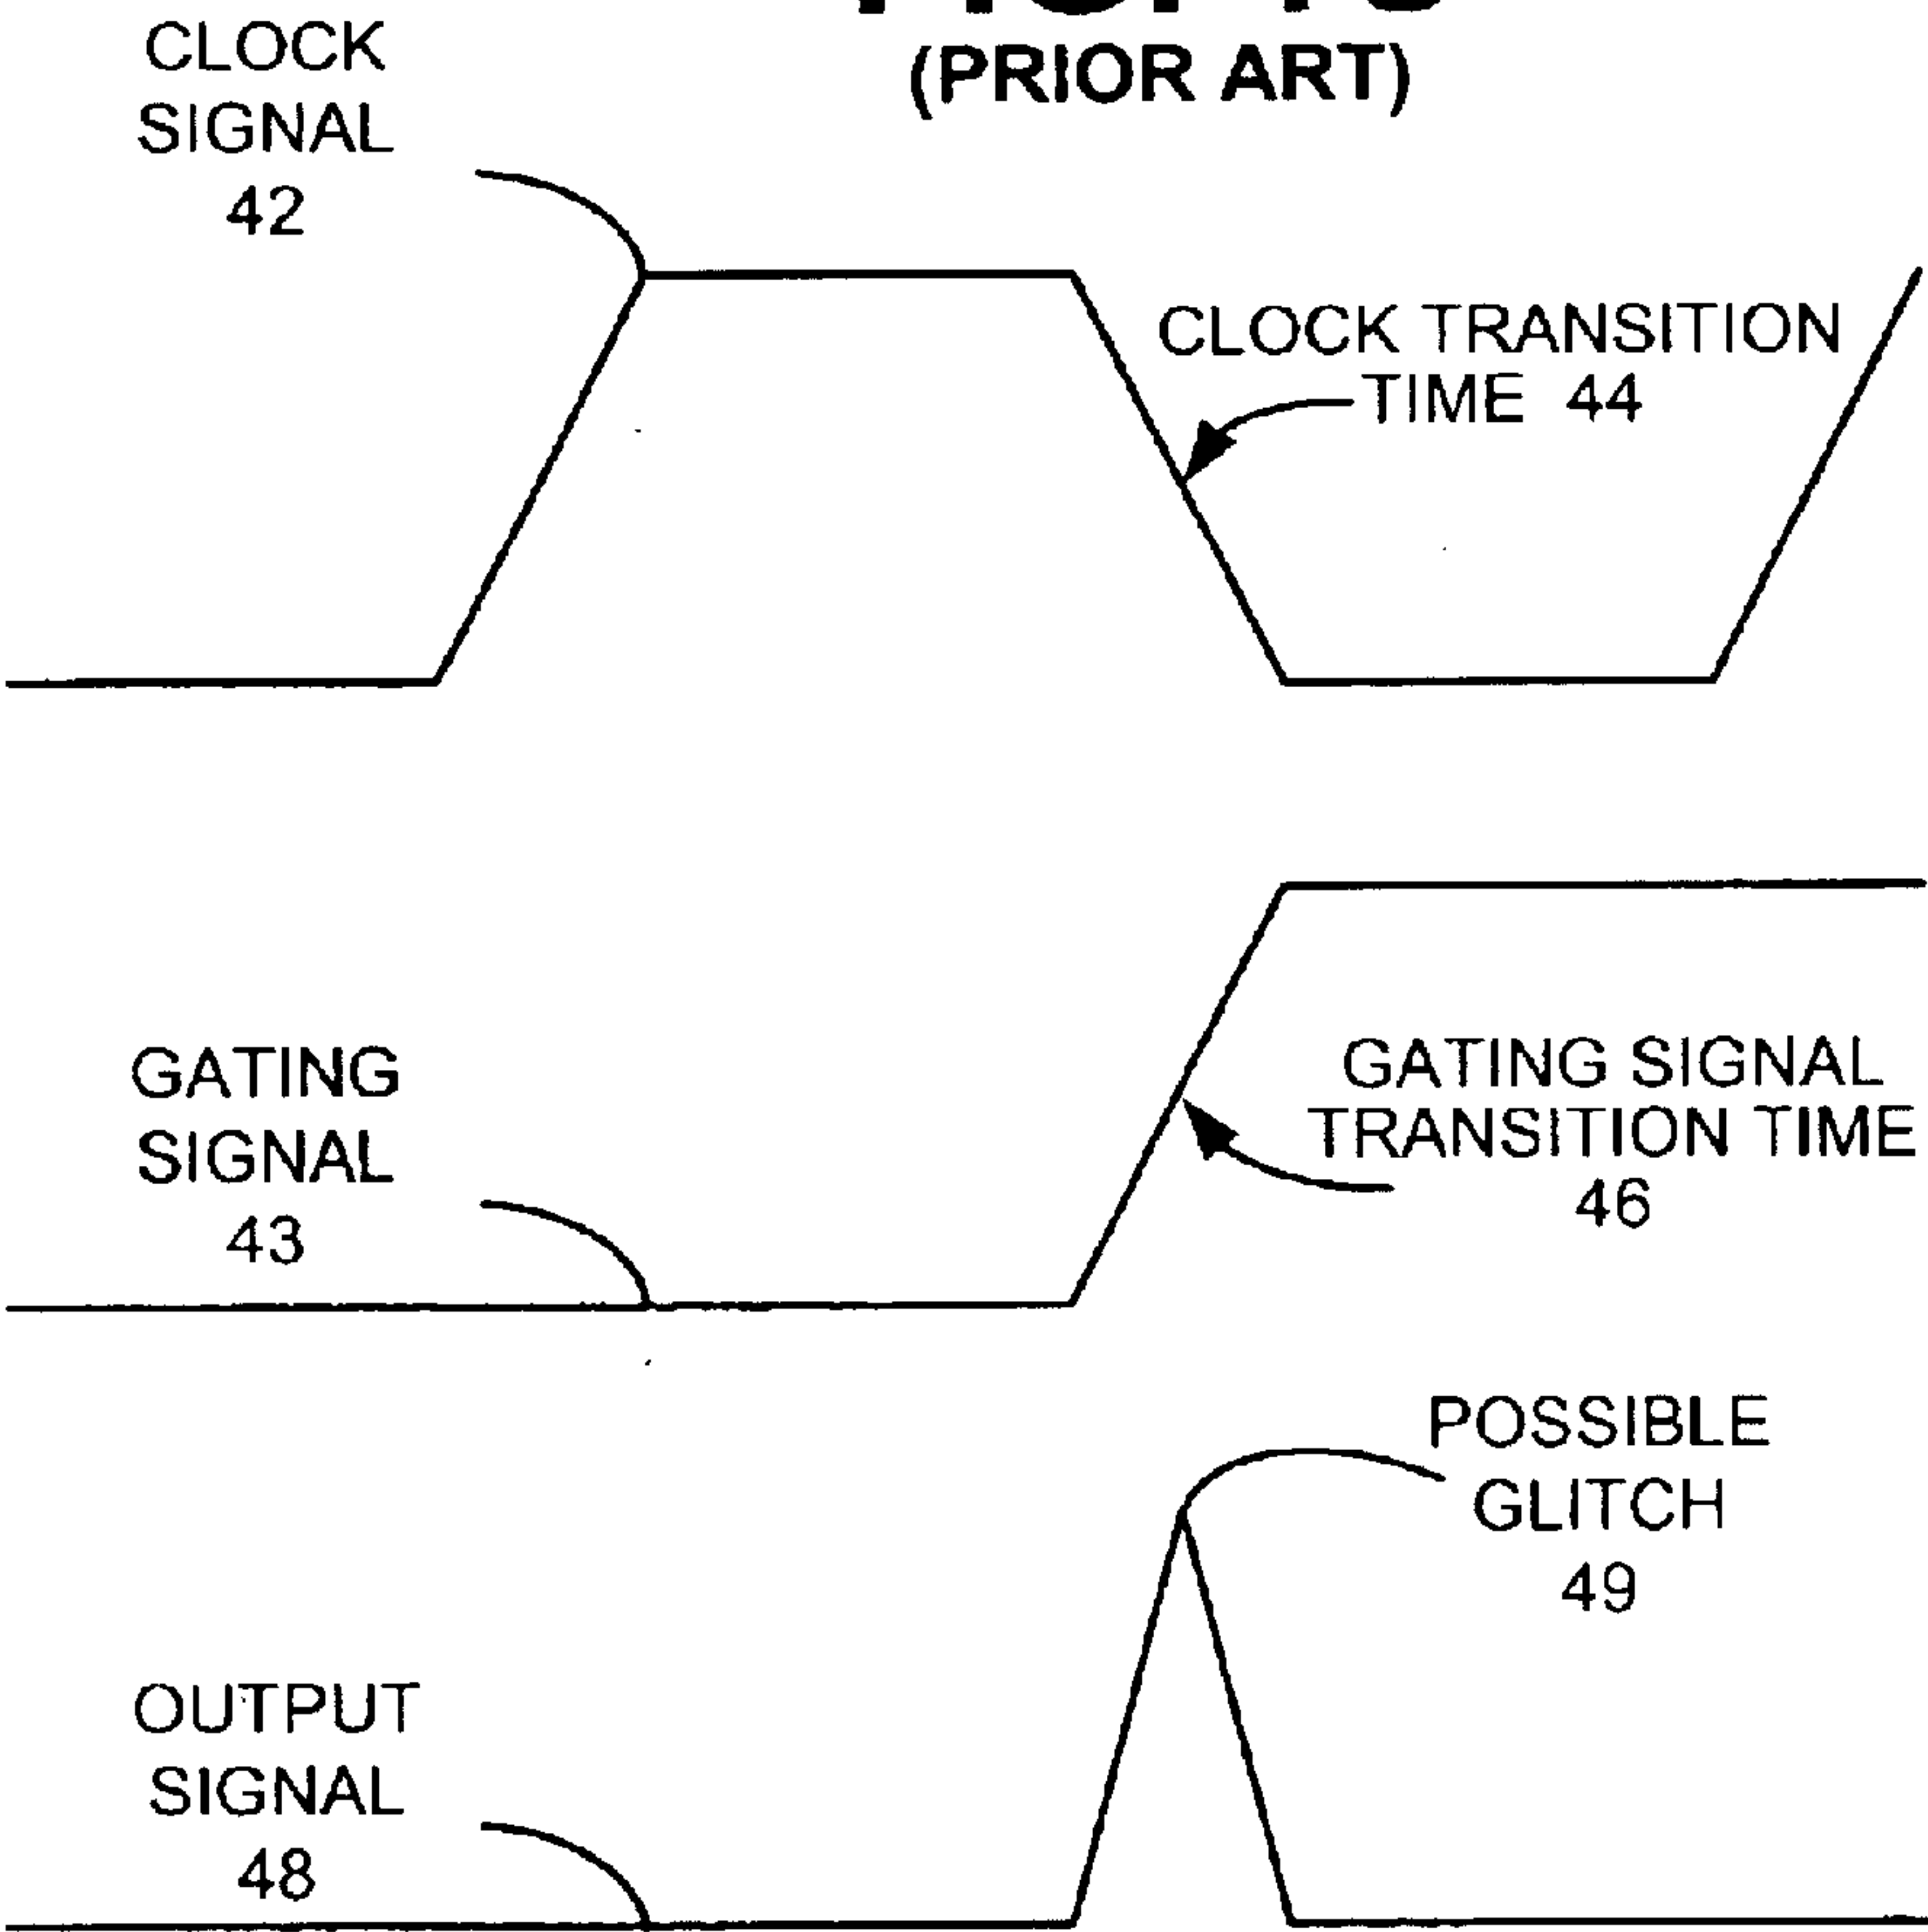 (PRIOR ART)
CLOCK
SIGNAL
42
CLOCK TRANSITION
TIME 44
GATING
SIGNAL
43
GATING SIGNAL
TRANSITION TIME
46
POSSIBLE
GLITCH
49
OUTPUT
SIGNAL
48